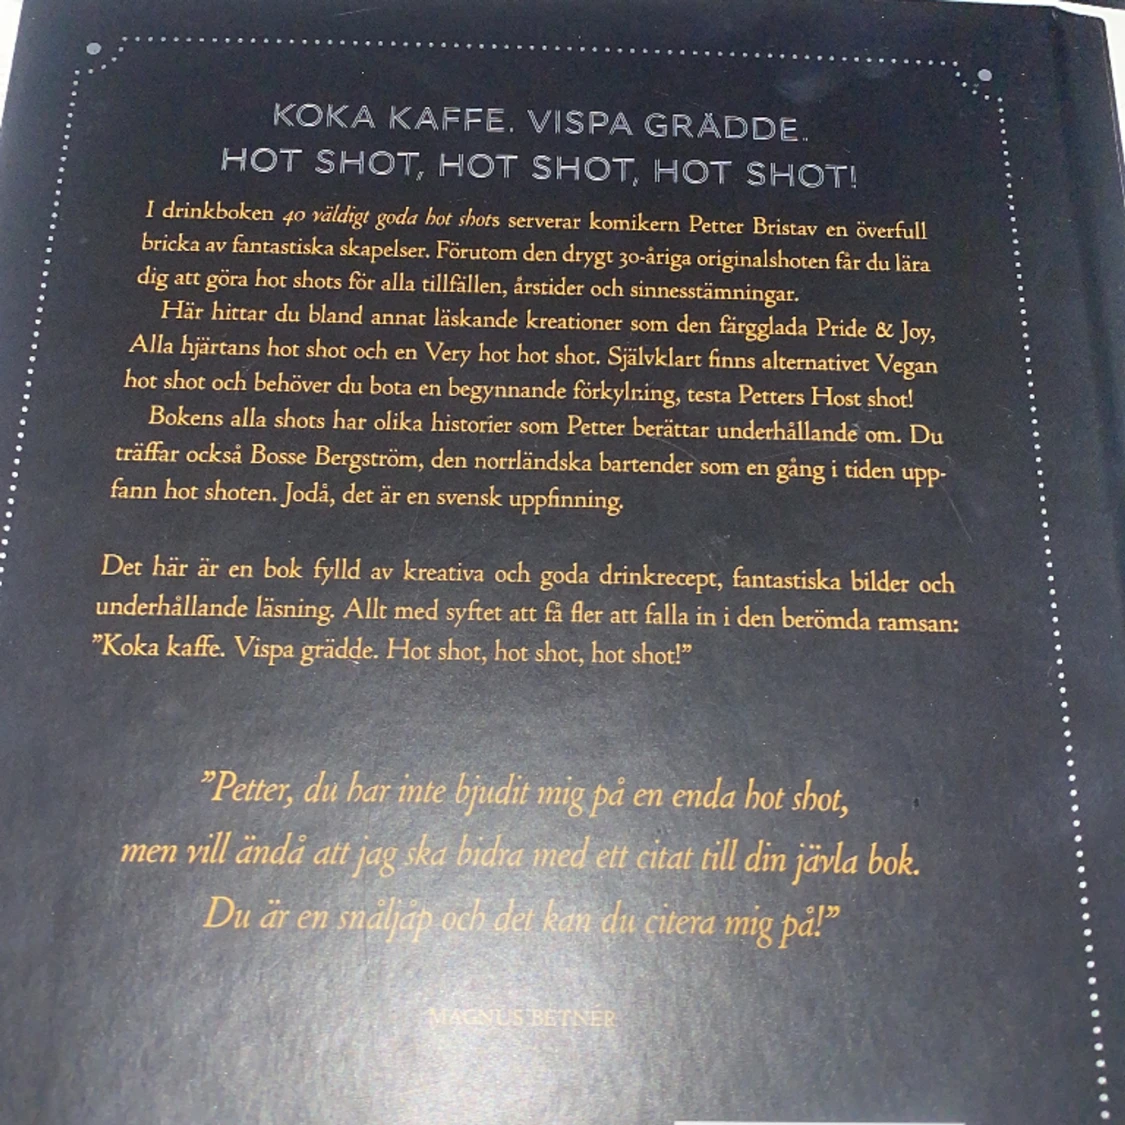 KOKA KAFFE. VISPA GRÄDDE.
HOT SHOT, HOT SHOT, HOT SHOT!
I drinkboken 40 väldigt goda hot shots serverar komikern Petter Bristav en överfull
bricka av fantastiska skapelser. Förutom den drygt 30-åriga originalshoten får du lära
dig att göra hot shots för alla tillfällen, årstider och sinnesstämningar.
Här hittar du bland annat läskande kreationer som den färgglada Pride & Joy,
Alla hjärtans hot shot och en Very hot hot shot. Självklart finns alternativet Vegan
hot shot och behöver du bota en begynnande förkylning, testa Petters Host shot!
Bokens alla shots har olika historier som Petter berättar underhållande om. Du
träffar också Bosse Bergström, den norrländska bartender som en gång i tiden upp-
fann hot shoten. Jodå, det är en svensk uppfinning.
Det här är en bok fylld av kreativa och goda drinkrecept, fantastiska bilder och
underhållande läsning. Allt med syftet att få fler att falla in i den berömda ramsan:
”Koka kaffe. Vispa grädde. Hot shot, hot shot, hot shot!”
”Petter, du har inte bjudit mig på en enda hot shot,
men vill ändå att jag ska bidra med ett citat till din jävla bok.
Du är en snåljåp och det kan du citera mig på!”
MAGNUS BETNER